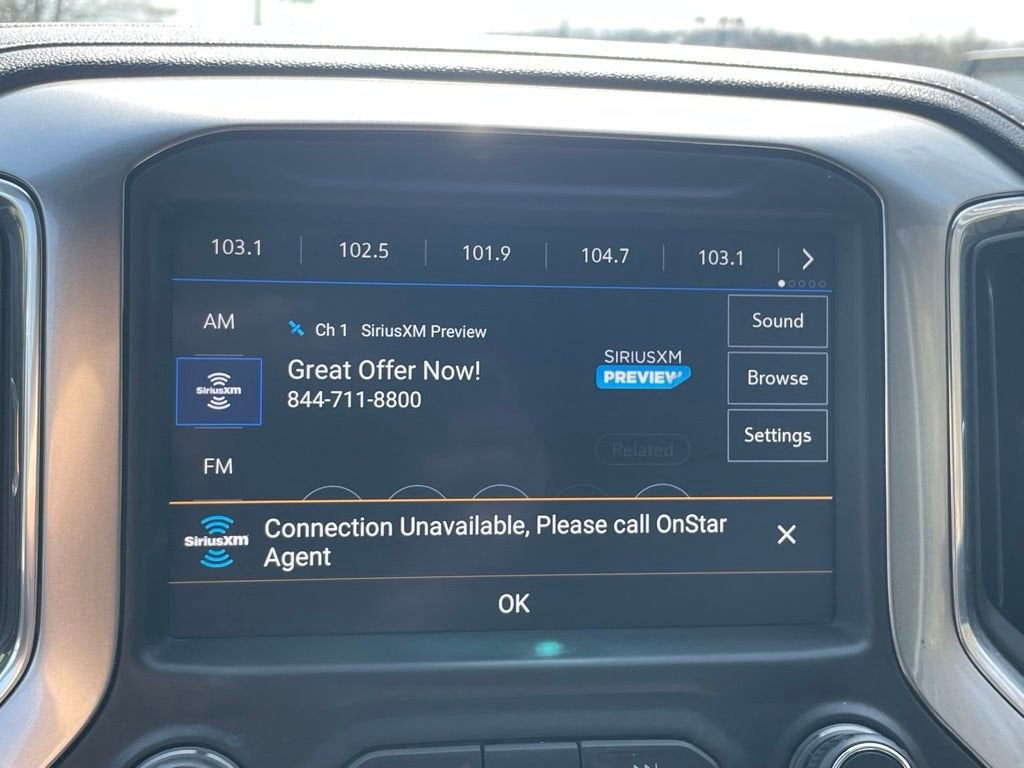 103.1 102.5 101.9 104.7 103.1
AM
Ch 1 SiriusXM Preview
Sound
SIRIUSXM
PREVIEW
Great Offer Now!
Browse
SiriusXM
844-711-8800
Settings
Related
FM
Connection Unavailable, Please call OnStar
SiriusXM
Agent
OK